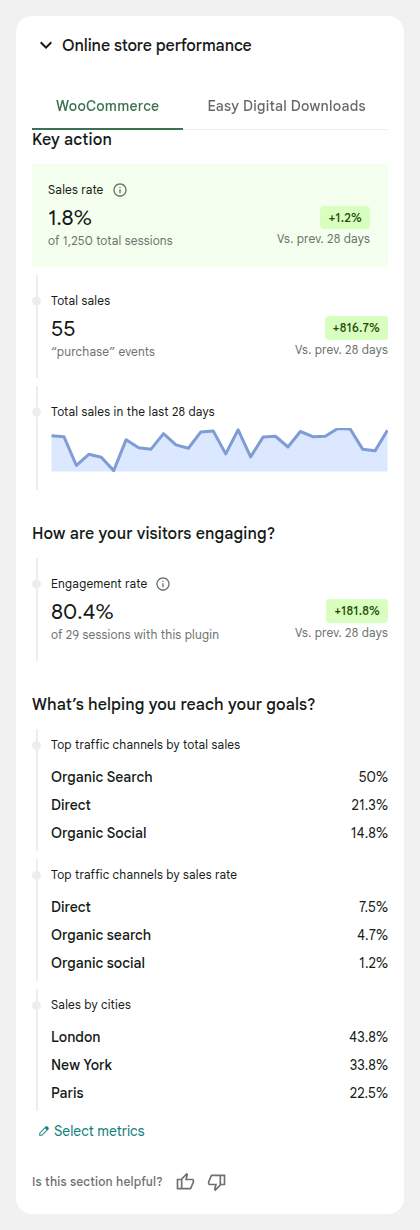 Online store performance
WooCommerce Easy Digital Downloads
Key action
Sales rate
1.8% +1.2%
of 1,250 total sessions Vs. prev. 28 days
Total sales
55 +816.7%
“purchase” events Vs. prev. 28 days
Total sales in the last 28 days
How are your visitors engaging?
Engagement rate
80.4% +181.8%
of 29 sessions with this plugin Vs. prev. 28 days
What’s helping you reach your goals?
Top traffic channels by total sales
Organic Search 50%
Direct 21.3%
Organic Social 14.8%
Top traffic channels by sales rate
Direct 7.5%
Organic search 4.7%
Organic social 1.2%
Sales by cities
London 43.8%
New York 33.8%
Paris 22.5%
Select metrics
Is this section helpful?